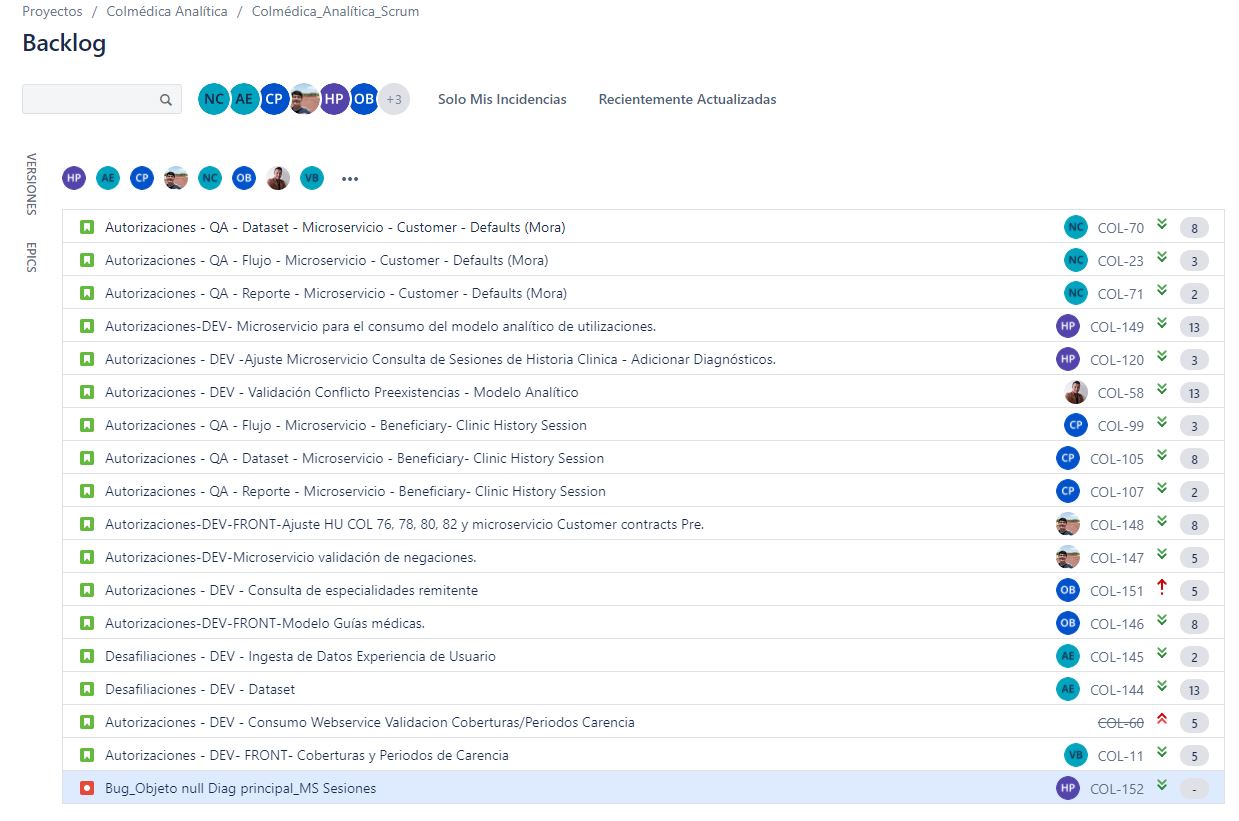 Proyectos / Colmédica Analítica / Colmédica_Analítica_Scrum
Backlog
NC AE CP HP OB +3 Solo Mis Incidencias Recientemente Actualizadas
VERSIONES
EPICS
HP AE CP NC OB VB •••
Autorizaciones - QA - Dataset - Microservicio - Customer - Defaults (Mora) NC COL-70 8
Autorizaciones - QA - Flujo - Microservicio - Customer - Defaults (Mora) NC COL-23 3
Autorizaciones - QA - Reporte - Microservicio - Customer - Defaults (Mora) NC COL-71 2
Autorizaciones-DEV- Microservicio para el consumo del modelo analítico de utilizaciones. HP COL-149 13
Autorizaciones - DEV -Ajuste Microservicio Consulta de Sesiones de Historia Clinica - Adicionar Diagnósticos. HP COL-120 3
Autorizaciones - DEV - Validación Conflicto Preexistencias - Modelo Analítico COL-58 13
Autorizaciones - QA - Flujo - Microservicio - Beneficiary- Clinic History Session CP COL-99 3
Autorizaciones - QA - Dataset - Microservicio - Beneficiary- Clinic History Session CP COL-105 8
Autorizaciones - QA - Reporte - Microservicio - Beneficiary- Clinic History Session CP COL-107 2
Autorizaciones-DEV-FRONT-Ajuste HU COL 76, 78, 80, 82 y microservicio Customer contracts Pre. COL-148 8
Autorizaciones-DEV-Microservicio validación de negaciones. COL-147 5
Autorizaciones - DEV - Consulta de especialidades remitente OB COL-151 5
Autorizaciones-DEV-FRONT-Modelo Guías médicas. OB COL-146 8
Desafiliaciones - DEV - Ingesta de Datos Experiencia de Usuario AE COL-145 2
Desafiliaciones - DEV - Dataset AE COL-144 13
Autorizaciones - DEV - Consumo Webservice Validacion Coberturas/Periodos Carencia COL-60 5
Autorizaciones - DEV- FRONT- Coberturas y Periodos de Carencia VB COL-11 5
Bug_Objeto null Diag principal_MS Sesiones HP COL-152 -